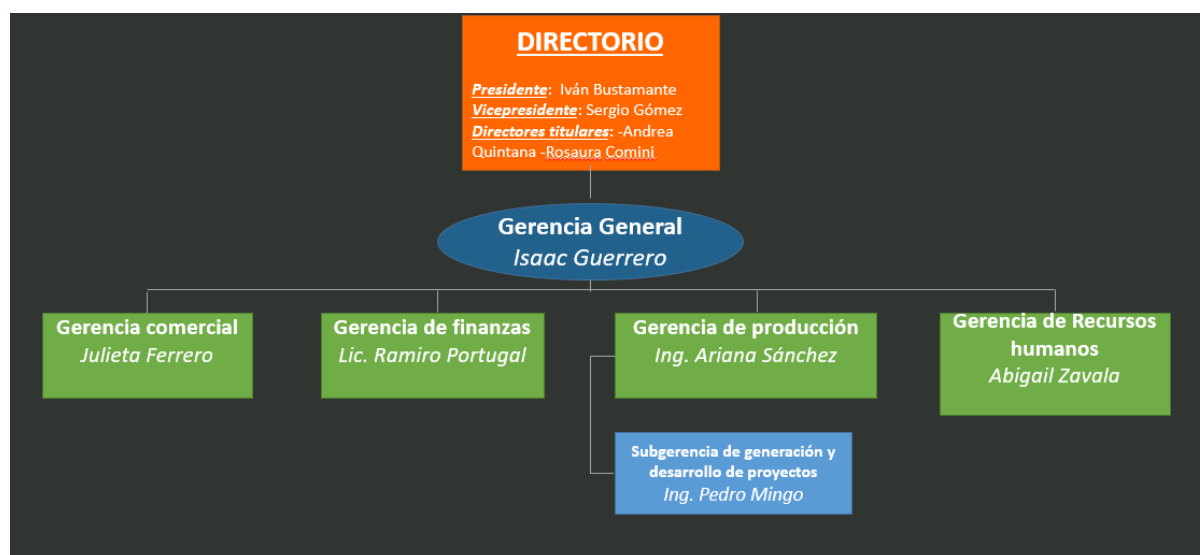 DIRECTORIO
Presidente: Iván Bustamante
Vicepresidente: Sergio Gómez
Directores titulares: -Andrea
Quintana -Rosaura Comini
Gerencia General
Isaac Guerrero
Gerencia comercial
Julieta Ferrero
Gerencia de finanzas
Lic. Ramiro Portugal
Gerencia de producción
Ing. Ariana Sánchez
Gerencia de Recursos
humanos
Abigail Zavala
Subgerencia de generación y
desarrollo de proyectos
Ing. Pedro Mingo